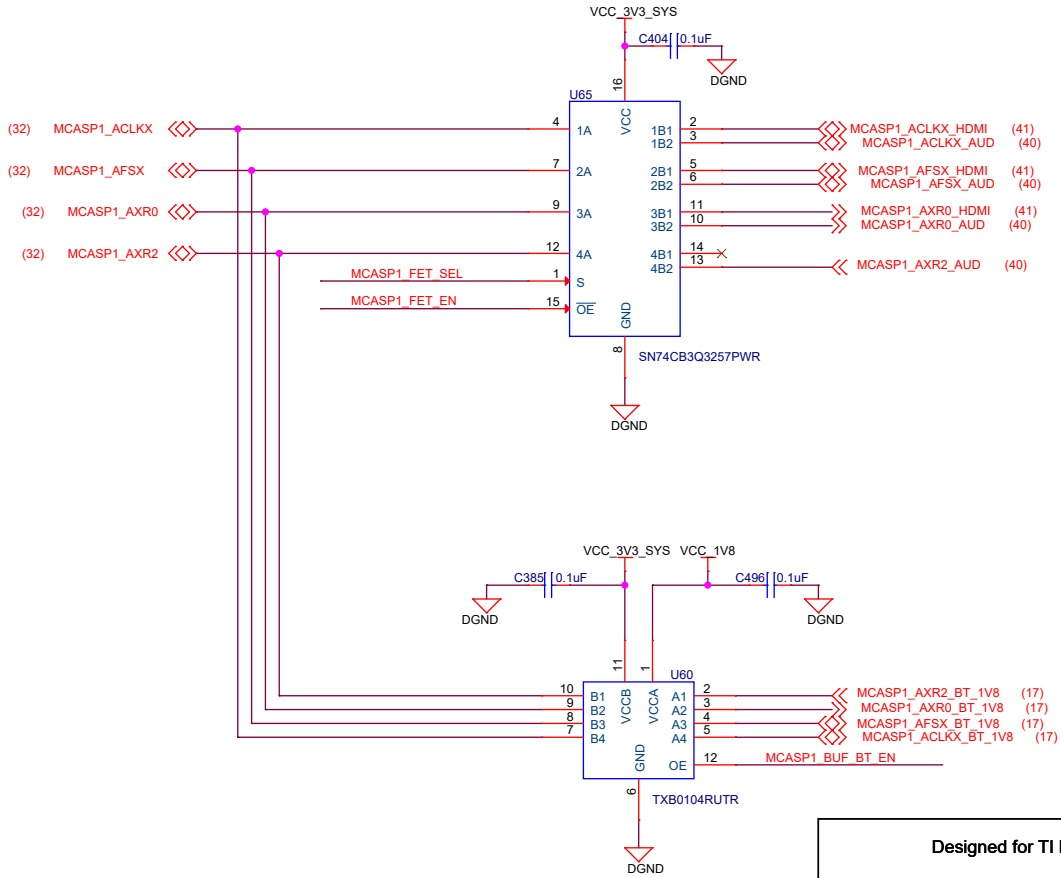 VCC_3V3_SYS
C404 0.1uF
DGND
16
U65
VCC
(32) MCASP1_ACLKX 4 1A 1B1 2 MCASP1_ACLKX_HDMI (41)
1B2 3 MCASP1_ACLKX_AUD (40)
(32) MCASP1_AFSX 7 2A 2B1 5 MCASP1_AFSX_HDMI (41)
2B2 6 MCASP1_AFSX_AUD (40)
(32) MCASP1_AXR0 9 3A 3B1 11 MCASP1_AXR0_HDMI (41)
3B2 10 MCASP1_AXR0_AUD (40)
(32) MCASP1_AXR2 12 4A 4B1 14
4B2 13 MCASP1_AXR2_AUD (40)
MCASP1_FET_SEL 1 S
MCASP1_FET_EN 15 OE
GND
8
SN74CB3Q3257PWR
DGND
VCC_3V3_SYS VCC_1V8
C385 0.1uF C496 0.1uF
DGND DGND
11 1
U60
VCCB VCCA
10 B1 A1 2 MCASP1_AXR2_BT_1V8 (17)
9 B2 A2 3 MCASP1_AXR0_BT_1V8 (17)
8 B3 A3 4 MCASP1_AFSX_BT_1V8 (17)
7 B4 A4 5 MCASP1_ACLKX_BT_1V8 (17)
GND OE 12 MCASP1_BUF_BT_EN
6
TXB0104RUTR
DGND
Designed for TI